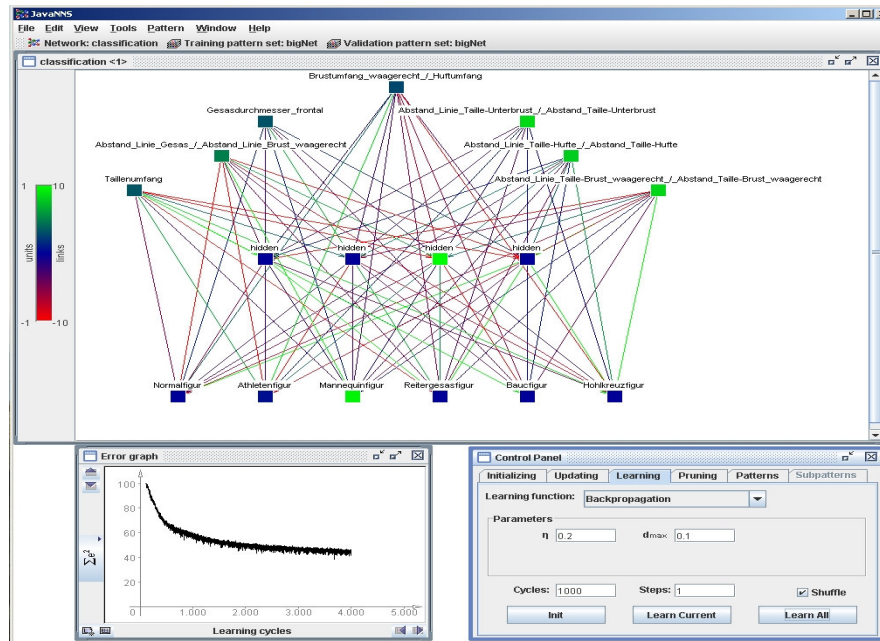 JavaNNS
File Edit View Tools Pattern Window Help
Network: classification Training pattern set: bigNet Validation pattern set: bigNet
classification <1>
Brustumfang_waagerecht_/_Huftumfang
Gesasdurchmesser_frontal
Abstand_Linie_Taille-Unterbrust_/_Abstand_Taille-Unterbrust
Abstand_Linie_Gesas_/_Abstand_Linie_Brust_waagerecht
Abstand_Linie_Taille-Hufte_/_Abstand_Taille-Hufte
Taillenumfang
Abstand_Linie_Taille-Brust_waagerecht_/_Abstand_Taille-Brust_waagerecht
1 10
units 0 0 links
-1 -10
hidden hidden hidden hidden
Normalfigur Athletenfigur Mannequinfigur Reitergesasfigur Baucfigur Hohlkreuzfigur
Error graph
100
80
60
40
20
0
Σe²
0 1.000 2.000 3.000 4.000 5.000
Learning cycles
Control Panel
Initializing Updating Learning Pruning Patterns Subpatterns
Learning function: Backpropagation
Parameters
η 0.2 dmax 0.1
Cycles: 1000 Steps: 1 Shuffle
Init Learn Current Learn All